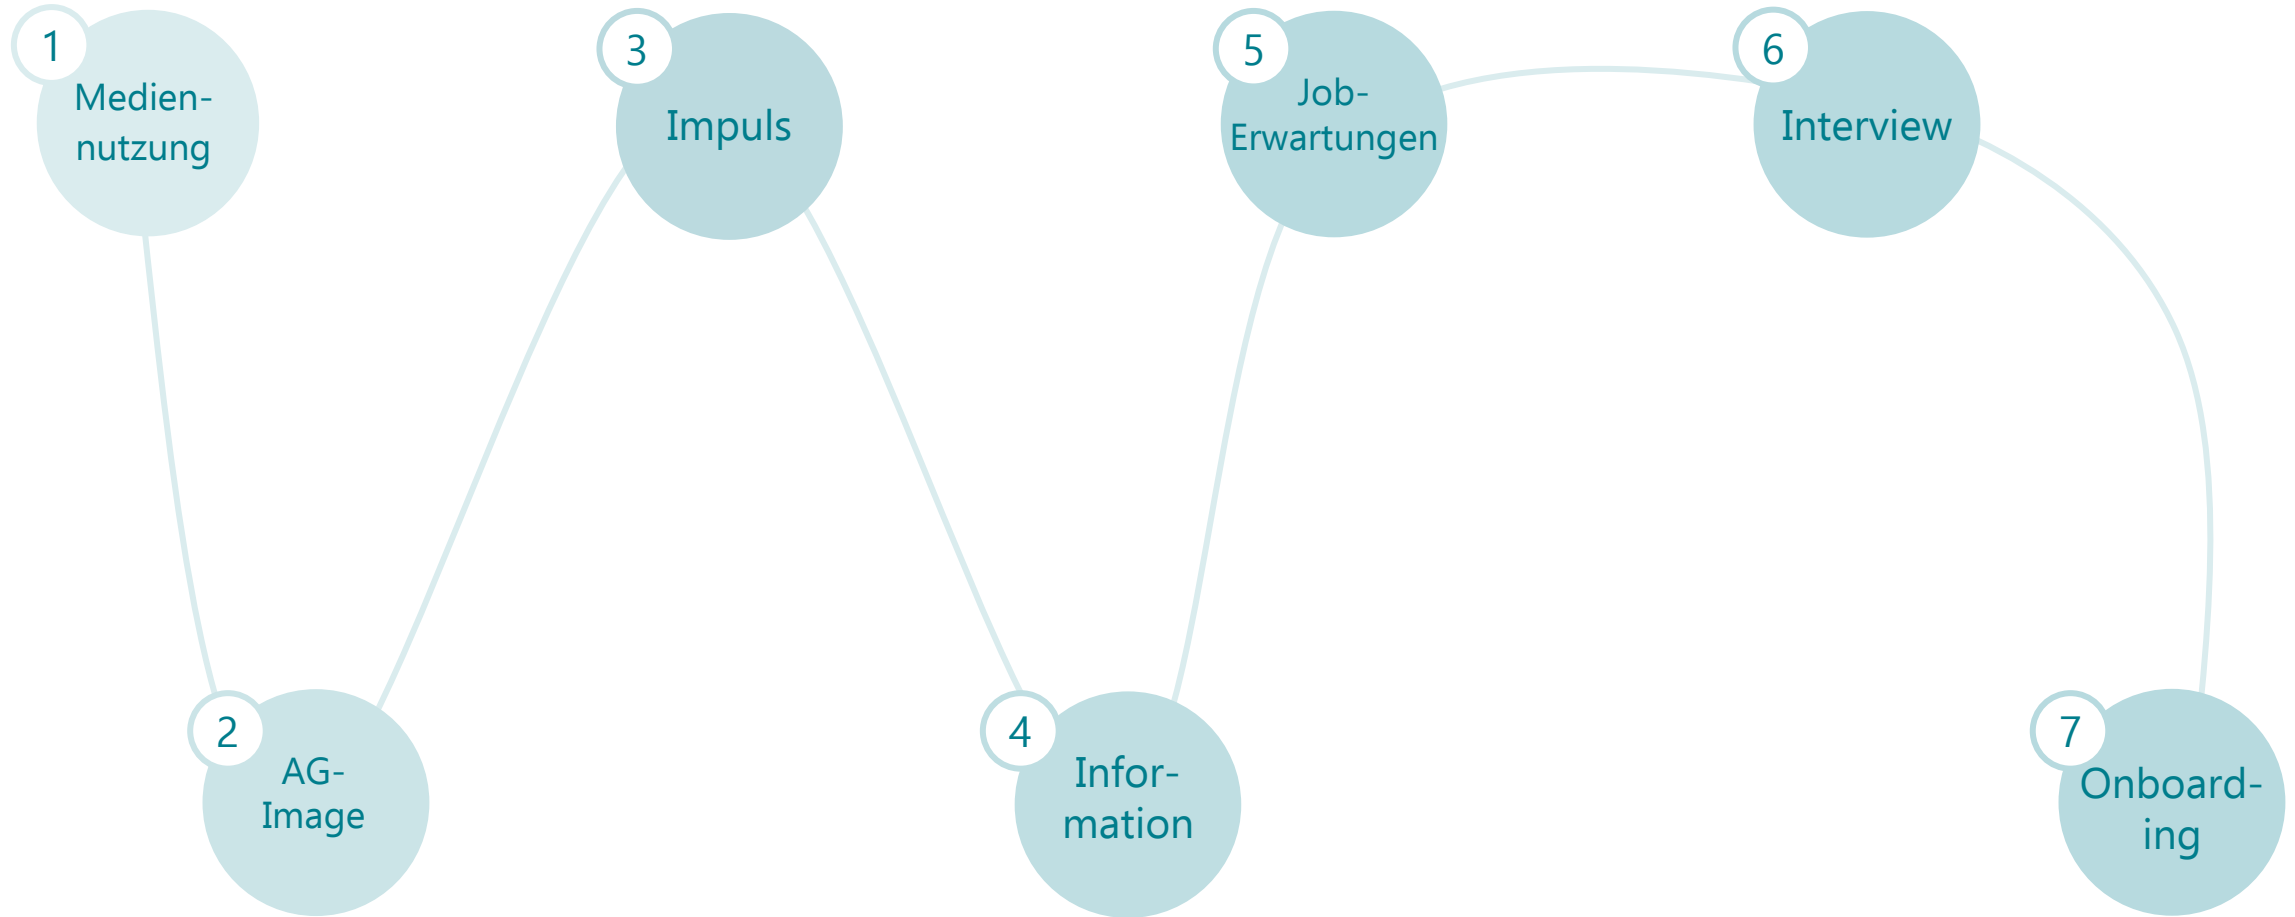 1
Medien-
nutzung
2
AG-
Image
3
Impuls
4
Infor-
mation
5
Job-
Erwartungen
6
Interview
7
Onboard-
ing